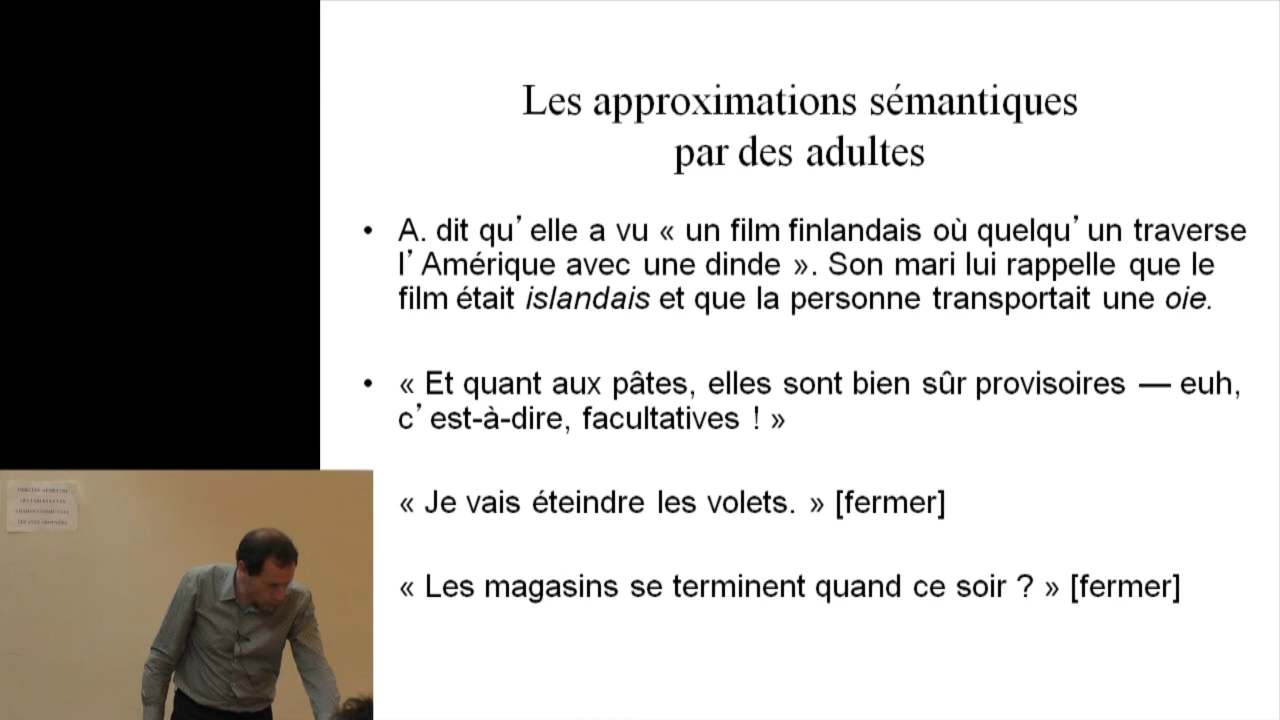 Les approximations sémantiques
par des adultes
• A. dit qu’elle a vu « un film finlandais où quelqu’un traverse
l’Amérique avec une dinde ». Son mari lui rappelle que le
film était islandais et que la personne transportait une oie.
• « Et quant aux pâtes, elles sont bien sûr provisoires — euh,
c’est-à-dire, facultatives ! »
« Je vais éteindre les volets. » [fermer]
« Les magasins se terminent quand ce soir ? » [fermer]